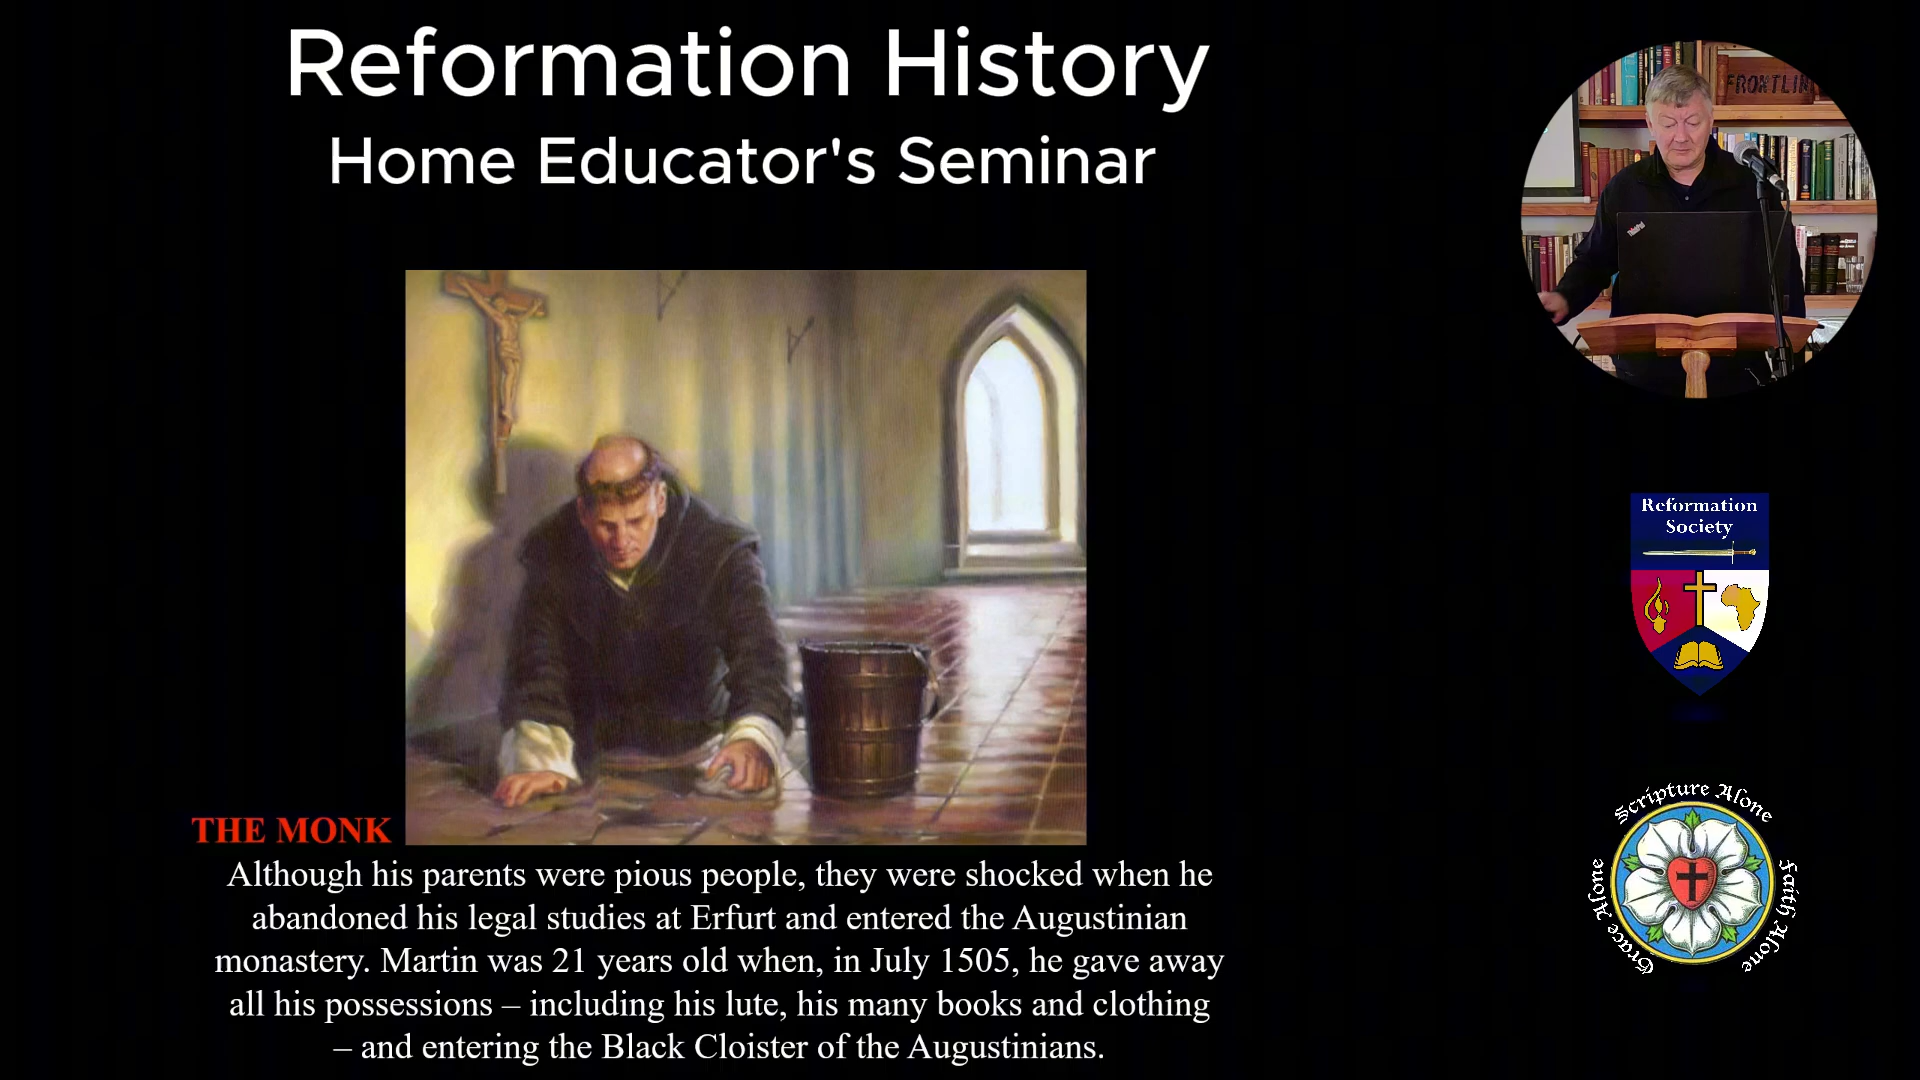 Reformation History
Home Educator's Seminar
FRONTLIN
ThinkPad
Reformation
Society
THE MONK
Although his parents were pious people, they were shocked when he
abandoned his legal studies at Erfurt and entered the Augustinian
monastery. Martin was 21 years old when, in July 1505, he gave away
all his possessions – including his lute, his many books and clothing
– and entering the Black Cloister of the Augustinians.
Scripture Alone
Faith Alone
Grace Alone